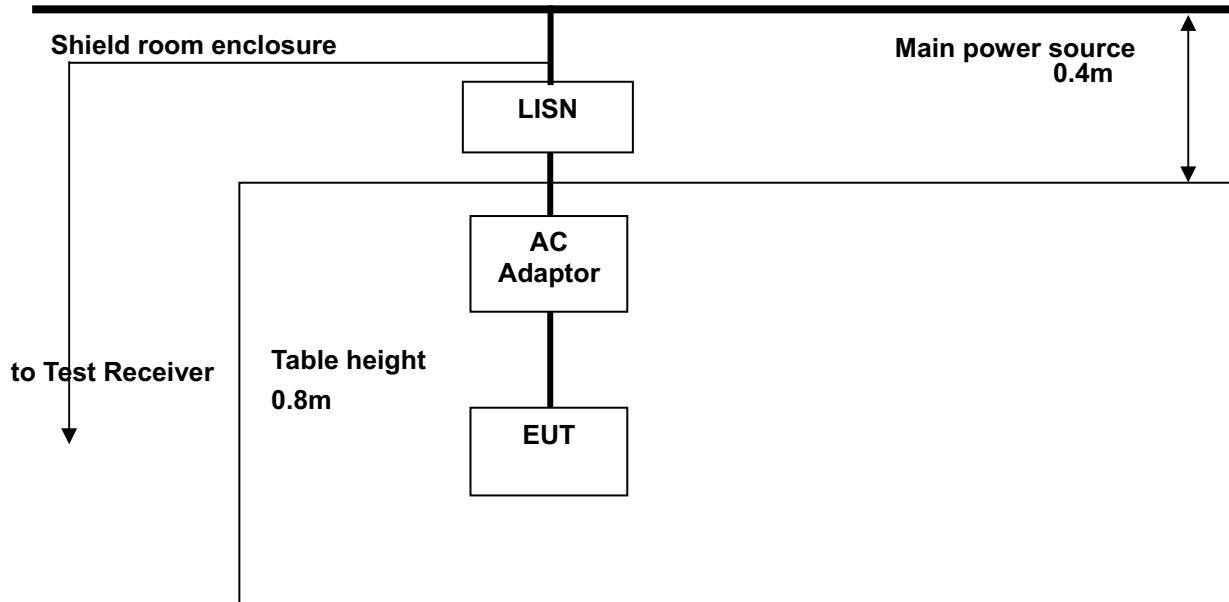 Shield room enclosure
Main power source
0.4m
LISN
AC
Adaptor
to Test Receiver
Table height
0.8m
EUT